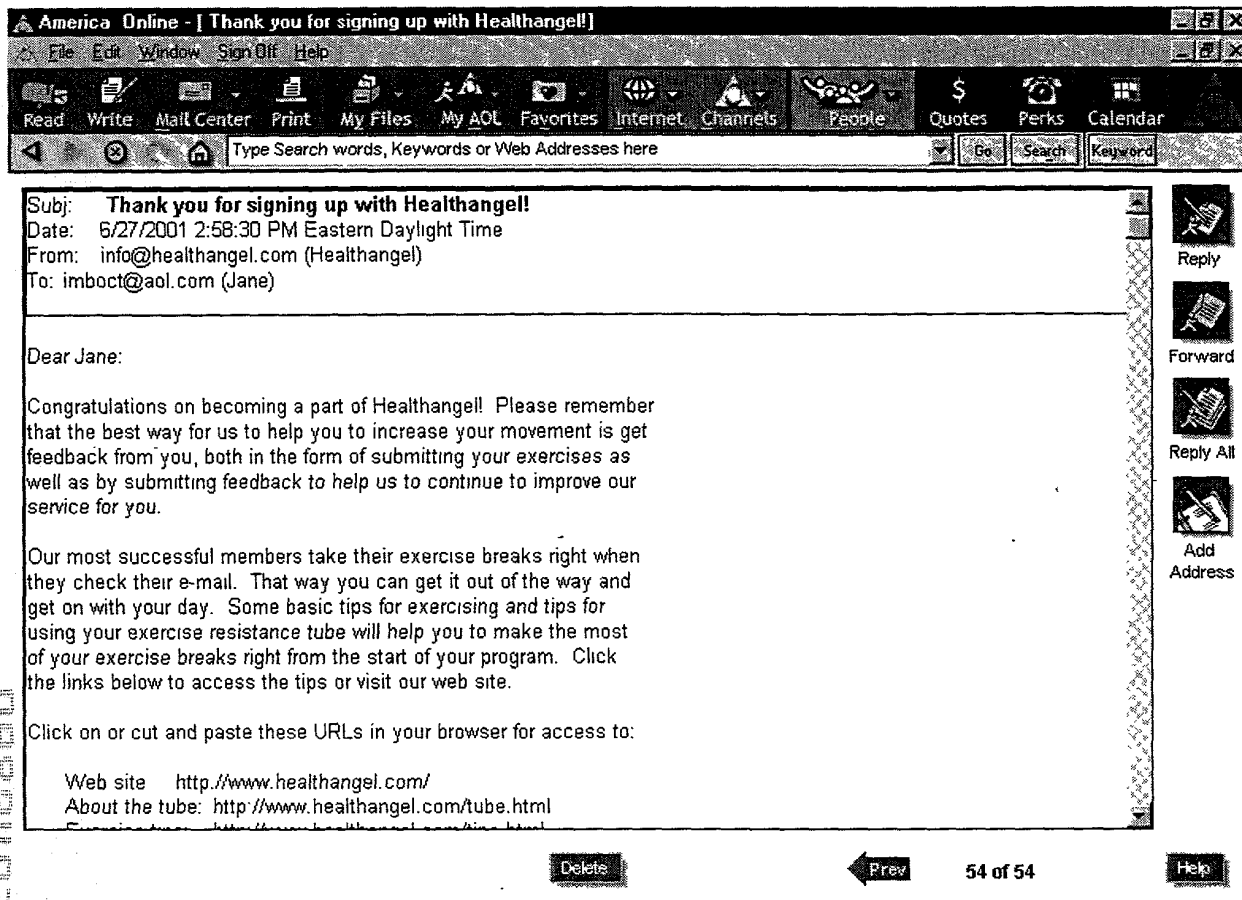 America Online - [ Thank you for signing up with Healthangel!]
File Edit Window Sign Off Help
Read Write Mail Center Print My Files My AOL Favorites Internet Channels People Quotes Perks Calendar
Type Search words, Keywords or Web Addresses here Go Search Keyword
Subj: Thank you for signing up with Healthangel!
Date: 6/27/2001 2:58:30 PM Eastern Daylight Time
From: info@healthangel.com (Healthangel)
To: imboct@aol.com (Jane)
Reply
Forward
Reply All
Add
Address
Dear Jane:
Congratulations on becoming a part of Healthangel! Please remember
that the best way for us to help you to increase your movement is get
feedback from you, both in the form of submitting your exercises as
well as by submitting feedback to help us to continue to improve our
service for you.
Our most successful members take their exercise breaks right when
they check their e-mail. That way you can get it out of the way and
get on with your day. Some basic tips for exercising and tips for
using your exercise resistance tube will help you to make the most
of your exercise breaks right from the start of your program. Click
the links below to access the tips or visit our web site.
Click on or cut and paste these URLs in your browser for access to:
Web site http://www.healthangel.com/
About the tube: http://www.healthangel.com/tube.html
Delete Prev 54 of 54 Help